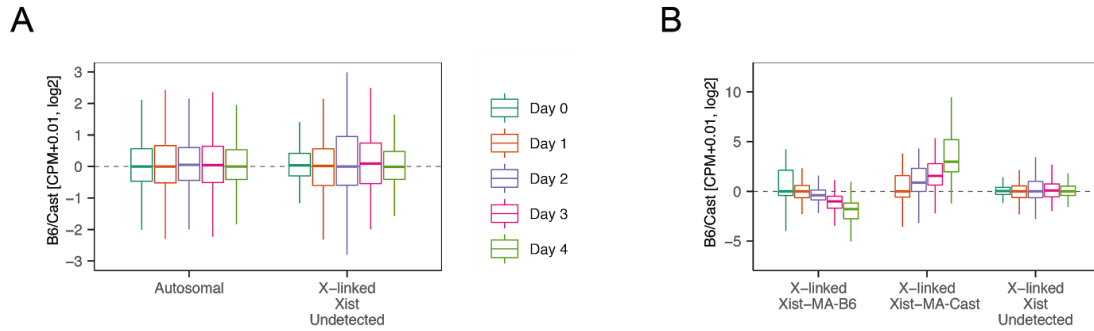 A
B6/Cast [CPM+0.01, log2]
3
2
1
0
−1
−2
−3
Autosomal
X−linked
Xist
Undetected
Day 0
Day 1
Day 2
Day 3
Day 4
B
B6/Cast [CPM+0.01, log2]
10
5
0
−5
X−linked
Xist−MA-B6
X−linked
Xist−MA-Cast
X−linked
Xist
Undetected